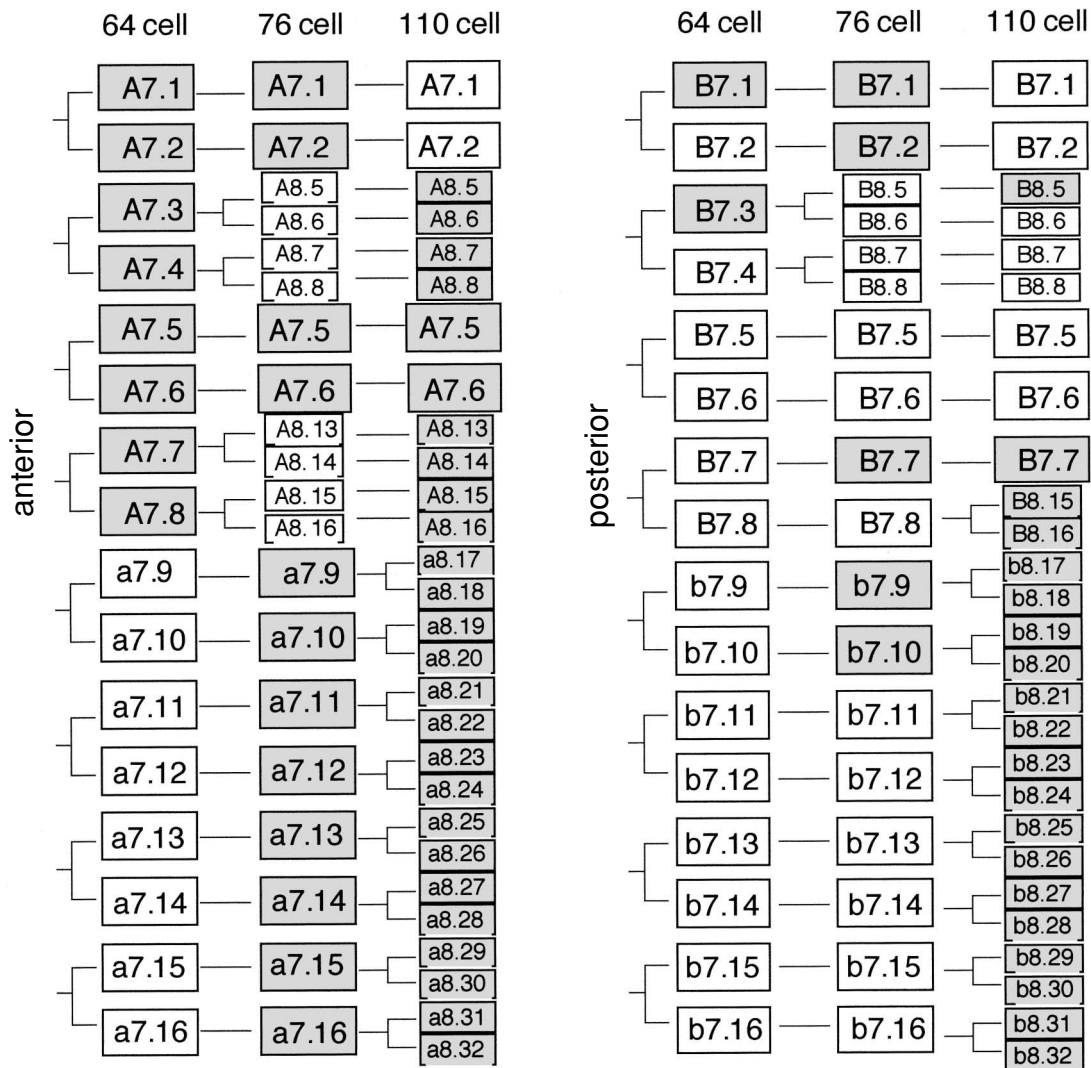 64 cell 76 cell 110 cell
A7.1 A7.1 A7.1
A7.2 A7.2 A7.2
A7.3 A8.5 A8.5
A8.6 A8.6
A7.4 A8.7 A8.7
A8.8 A8.8
A7.5 A7.5 A7.5
A7.6 A7.6 A7.6
A7.7 A8.13 A8.13
A8.14 A8.14
A7.8 A8.15 A8.15
A8.16 A8.16
a7.9 a7.9 a8.17
a8.18
a7.10 a7.10 a8.19
a8.20
a7.11 a7.11 a8.21
a8.22
a7.12 a7.12 a8.23
a8.24
a7.13 a7.13 a8.25
a8.26
a7.14 a7.14 a8.27
a8.28
a7.15 a7.15 a8.29
a8.30
a7.16 a7.16 a8.31
a8.32
anterior
64 cell 76 cell 110 cell
B7.1 B7.1 B7.1
B7.2 B7.2 B7.2
B7.3 B8.5 B8.5
B8.6 B8.6
B7.4 B8.7 B8.7
B8.8 B8.8
B7.5 B7.5 B7.5
B7.6 B7.6 B7.6
B7.7 B7.7 B7.7
B7.8 B7.8 B8.15
B8.16
b7.9 b7.9 b8.17
b8.18
b7.10 b7.10 b8.19
b8.20
b7.11 b7.11 b8.21
b8.22
b7.12 b7.12 b8.23
b8.24
b7.13 b7.13 b8.25
b8.26
b7.14 b7.14 b8.27
b8.28
b7.15 b7.15 b8.29
b8.30
b7.16 b7.16 b8.31
b8.32
posterior